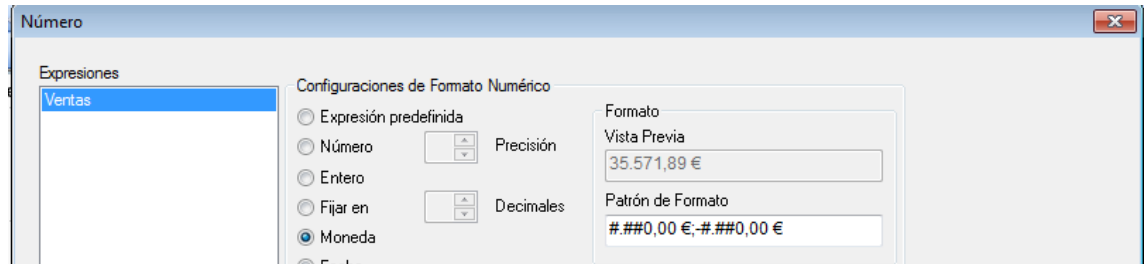 Número
Expresiones
Ventas
Configuraciones de Formato Numérico
Expresión predefinida
Número
Precisión
Entero
Fijar en
Decimales
Moneda
Formato
Vista Previa
35.571,89 €
Patrón de Formato
#.##0,00 €;-#.##0,00 €